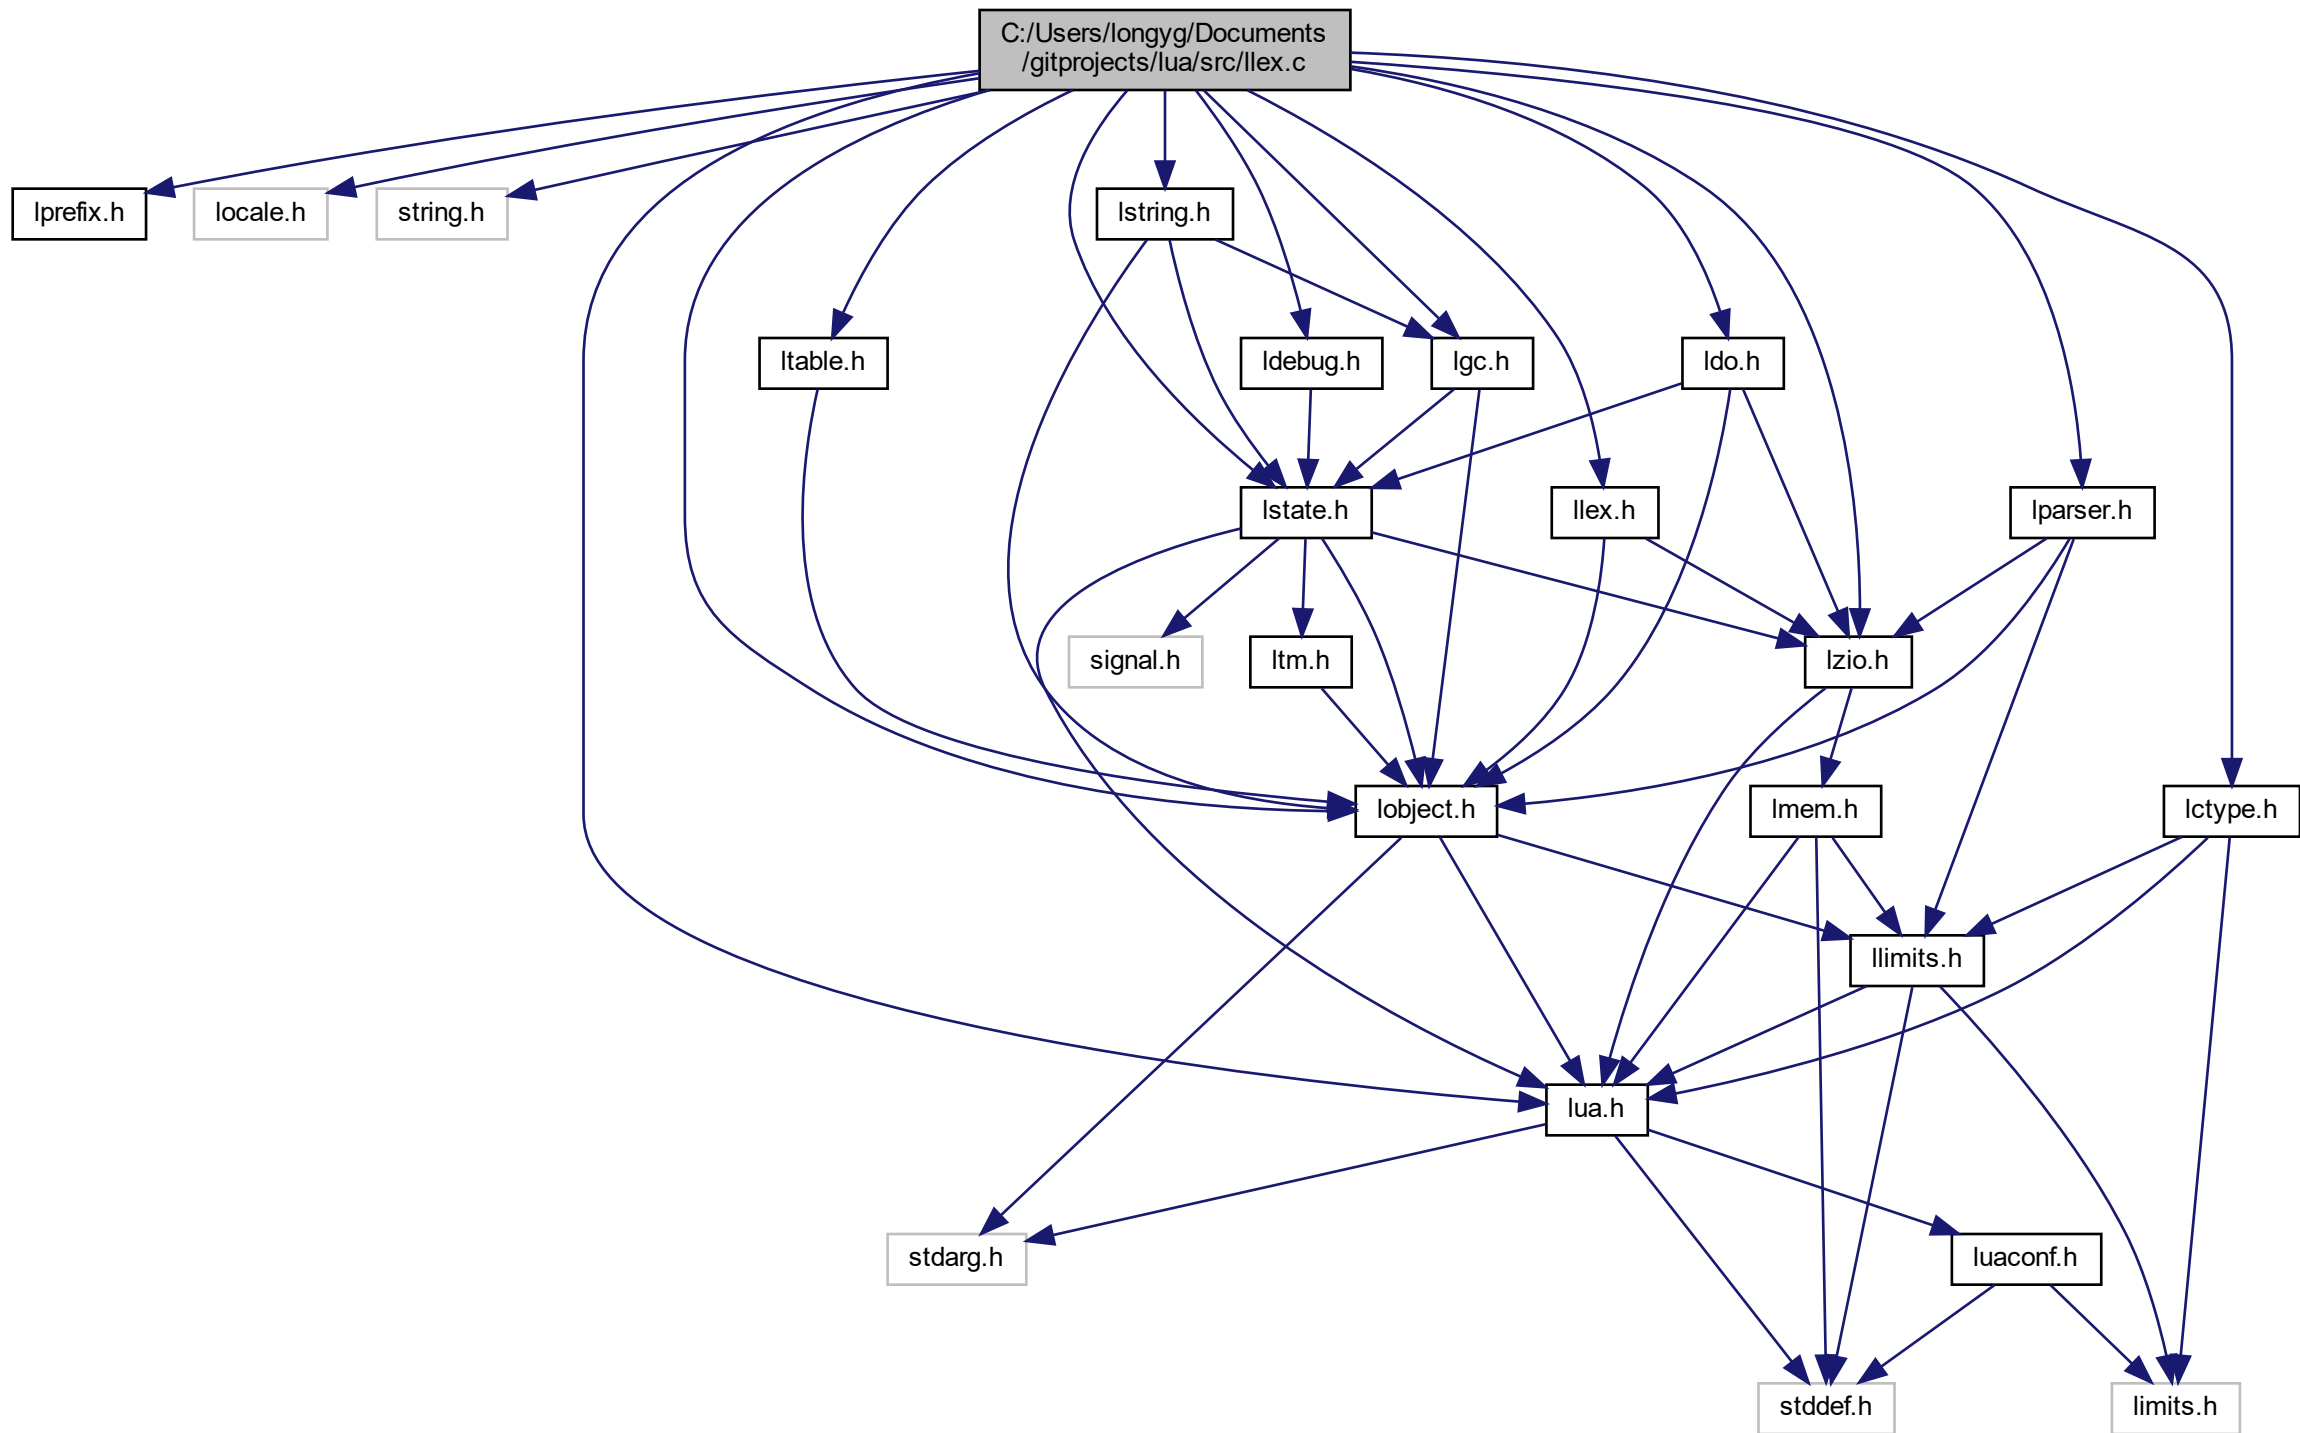 C:/Users/longyg/Documents
/gitprojects/lua/src/llex.c
lprefix.h
locale.h
string.h
lstring.h
ltable.h
ldebug.h
lgc.h
ldo.h
lstate.h
llex.h
lparser.h
signal.h
ltm.h
lzio.h
lobject.h
lmem.h
lctype.h
llimits.h
lua.h
stdarg.h
luaconf.h
stddef.h
limits.h